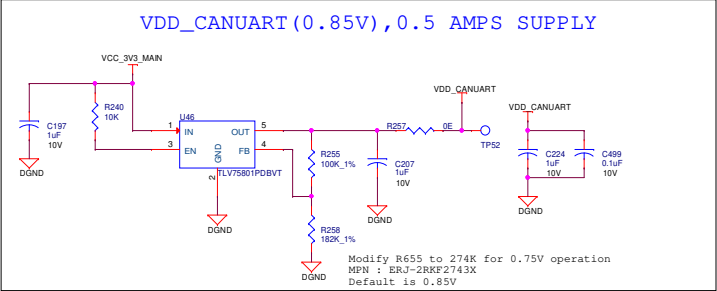 VDD_CANUART(0.85V),0.5 AMPS SUPPLY
VCC_3V3_MAIN
VDD_CANUART
VDD_CANUART
C197
1uF
10V
R240
10K
U46
1
IN
OUT
5
3
EN
FB
4
GND
2
TLV75801PDBVT
R255
100K_1%
C207
1uF
10V
R257
0E
TP52
C224
1uF
10V
C499
0.1uF
10V
DGND
DGND
DGND
DGND
R258
182K_1%
DGND
Modify R655 to 274K for 0.75V operation
MPN : ERJ-2RKF2743X
Default is 0.85V